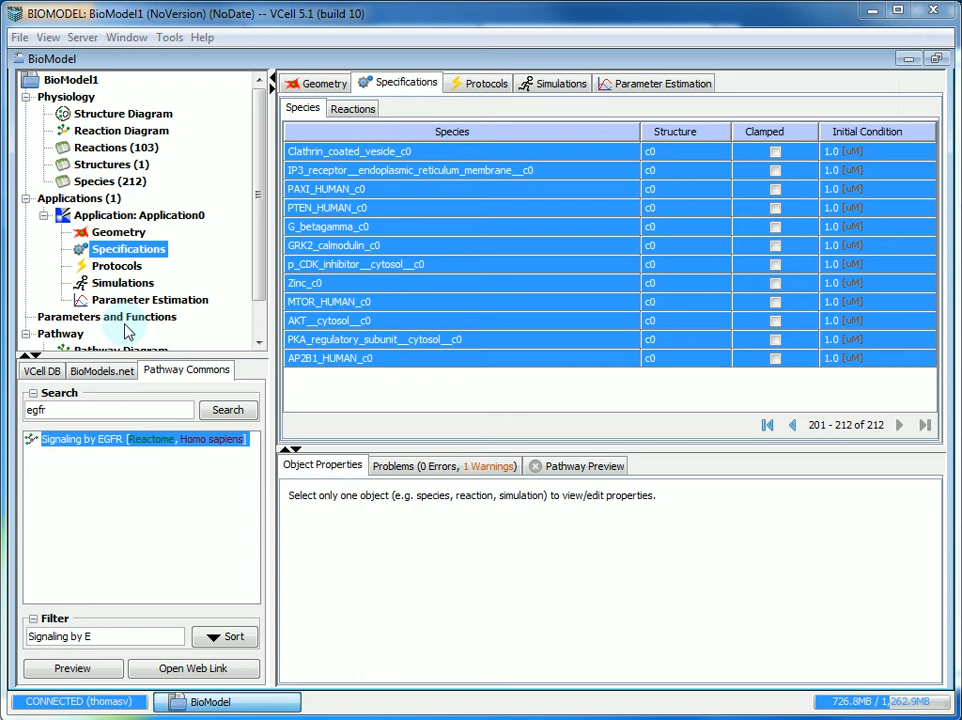 BIOMODEL: BioModel1 (NoVersion) (NoDate) -- VCell 5.1 (build 10)
File View Server Window Tools Help
BioModel
BioModel1
Physiology
Structure Diagram
Reaction Diagram
Reactions (103)
Structures (1)
Species (212)
Applications (1)
Application: Application0
Geometry
Specifications
Protocols
Simulations
Parameter Estimation
Parameters and Functions
Pathway
Pathway Diagram
VCell DB BioModels.net Pathway Commons
Search
egfr Search
Signaling by EGFR [Reactome, Homo sapiens]
Filter
Signaling by E Sort
Preview Open Web Link
Geometry Specifications Protocols Simulations Parameter Estimation
Species Reactions
Species Structure Clamped Initial Condition
Clathrin_coated_vesicle_c0 c0 1.0 [uM]
IP3_receptor__endoplasmic_reticulum_membrane__c0 c0 1.0 [uM]
PAXI_HUMAN_c0 c0 1.0 [uM]
PTEN_HUMAN_c0 c0 1.0 [uM]
G_betagamma_c0 c0 1.0 [uM]
GRK2_calmodulin_c0 c0 1.0 [uM]
p_CDK_inhibitor__cytosol__c0 c0 1.0 [uM]
Zinc_c0 c0 1.0 [uM]
MTOR_HUMAN_c0 c0 1.0 [uM]
AKT__cytosol__c0 c0 1.0 [uM]
PKA_regulatory_subunit__cytosol__c0 c0 1.0 [uM]
AP2B1_HUMAN_c0 c0 1.0 [uM]
201 - 212 of 212
Object Properties Problems (0 Errors, 1 Warnings) Pathway Preview
Select only one object (e.g. species, reaction, simulation) to view/edit properties.
CONNECTED (thomasv) BioModel 726.8MB / 1,262.9MB